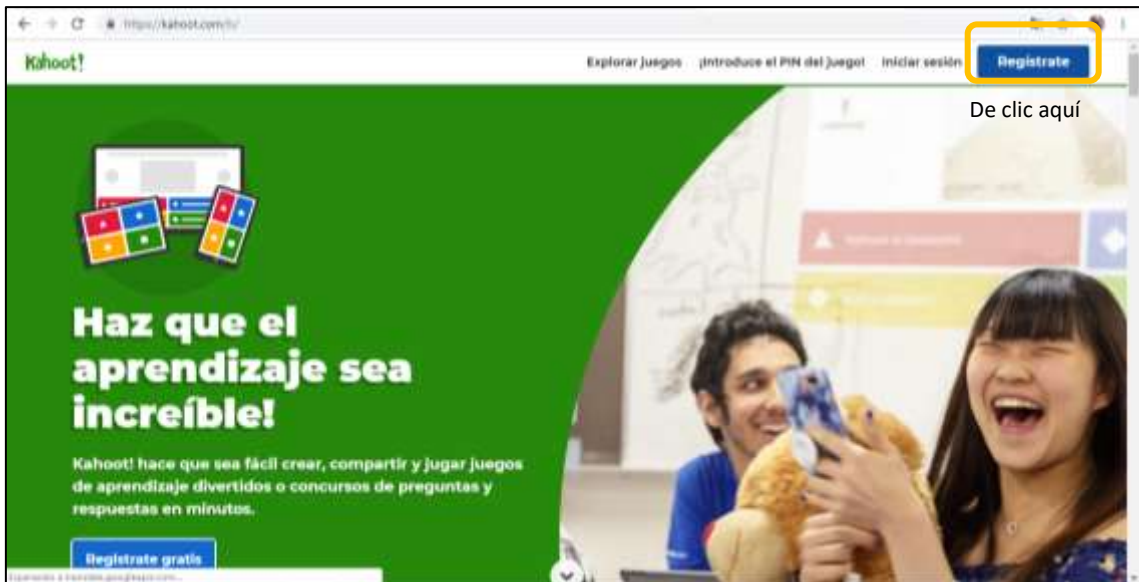 https://kahoot.com/
Kahoot!
Explorar juegos
¡Introduce el PIN del juego!
Iniciar sesión
Regístrate
De clic aquí
Haz que el
aprendizaje sea
increíble!
Kahoot! hace que sea fácil crear, compartir y jugar juegos
de aprendizaje divertidos o concursos de preguntas y
respuestas en minutos.
Regístrate gratis